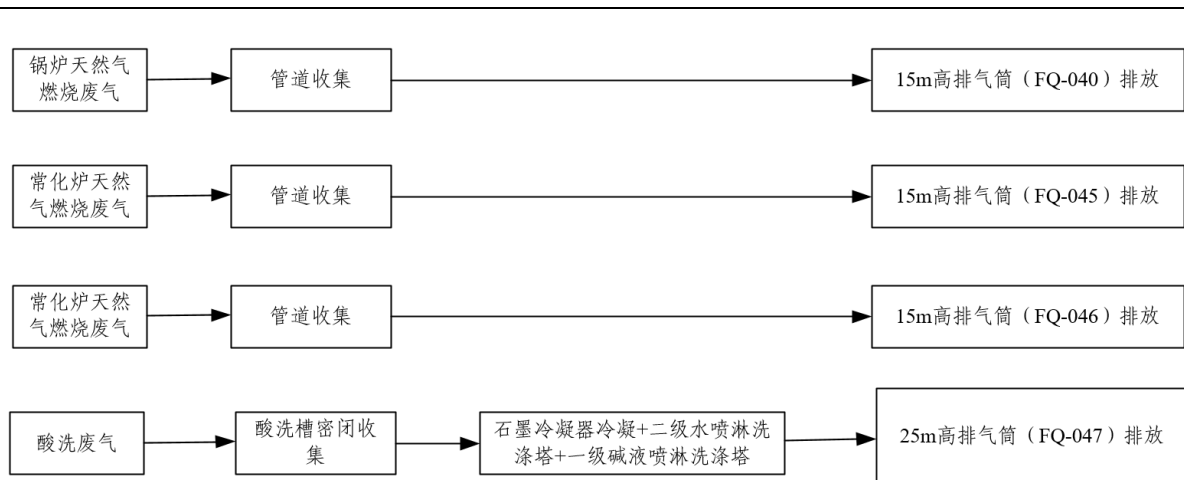 锅炉天然气
燃烧废气
管道收集
15m高排气筒（FQ-040）排放
常化炉天然
气燃烧废气
管道收集
15m高排气筒（FQ-045）排放
常化炉天然
气燃烧废气
管道收集
15m高排气筒（FQ-046）排放
酸洗废气
酸洗槽密闭收
集
石墨冷凝器冷凝+二级水喷淋洗
涤塔+一级碱液喷淋洗涤塔
25m高排气筒（FQ-047）排放